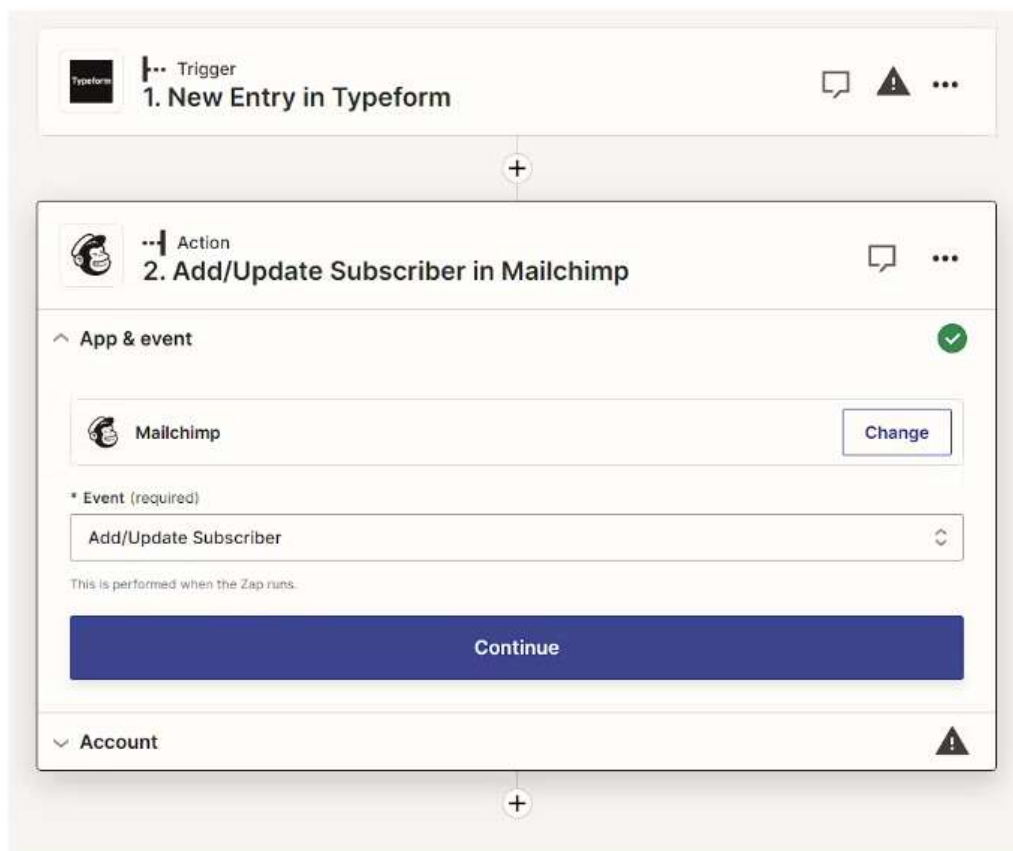 Typeform
Trigger
1. New Entry in Typeform
Action
2. Add/Update Subscriber in Mailchimp
App & event
Mailchimp
Change
* Event (required)
Add/Update Subscriber
This is performed when the Zap runs.
Continue
Account